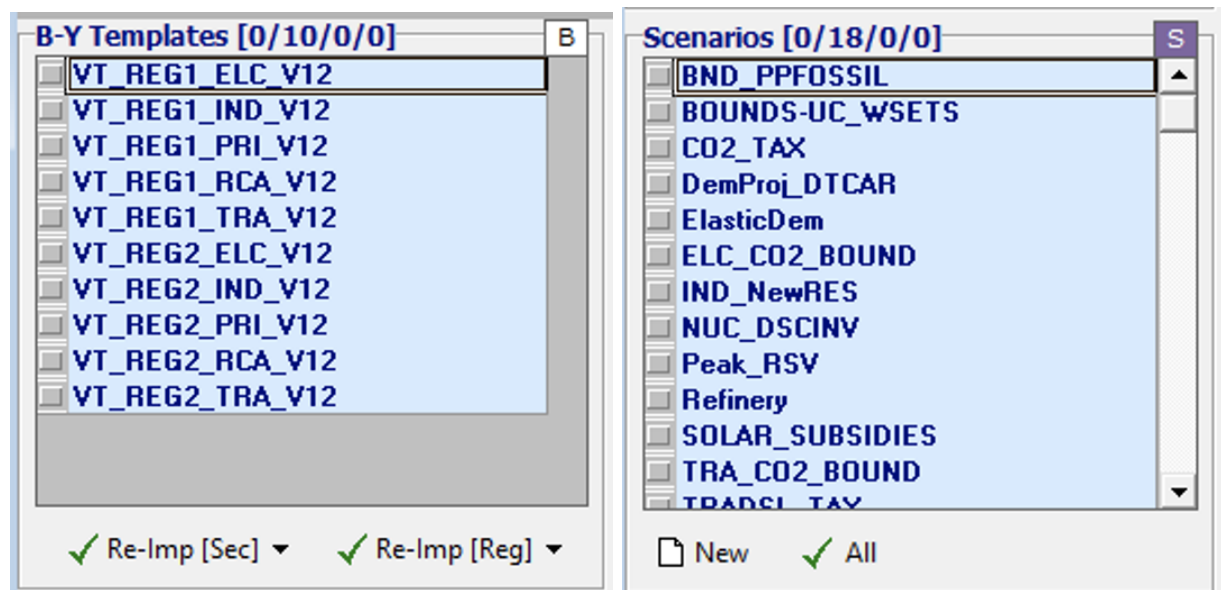 B-Y Templates [0/10/0/0]
B
VT_REG1_ELC_V12
VT_REG1_IND_V12
VT_REG1_PRI_V12
VT_REG1_RCA_V12
VT_REG1_TRA_V12
VT_REG2_ELC_V12
VT_REG2_IND_V12
VT_REG2_PRI_V12
VT_REG2_RCA_V12
VT_REG2_TRA_V12
Re-Imp [Sec]
Re-Imp [Reg]
Scenarios [0/18/0/0]
S
BND_PPFOSSIL
BOUNDS-UC_WSETS
CO2_TAX
DemProj_DTCAR
ElasticDem
ELC_CO2_BOUND
IND_NewRES
NUC_DSCINV
Peak_RSV
Refinery
SOLAR_SUBSIDIES
TRA_CO2_BOUND
New
All